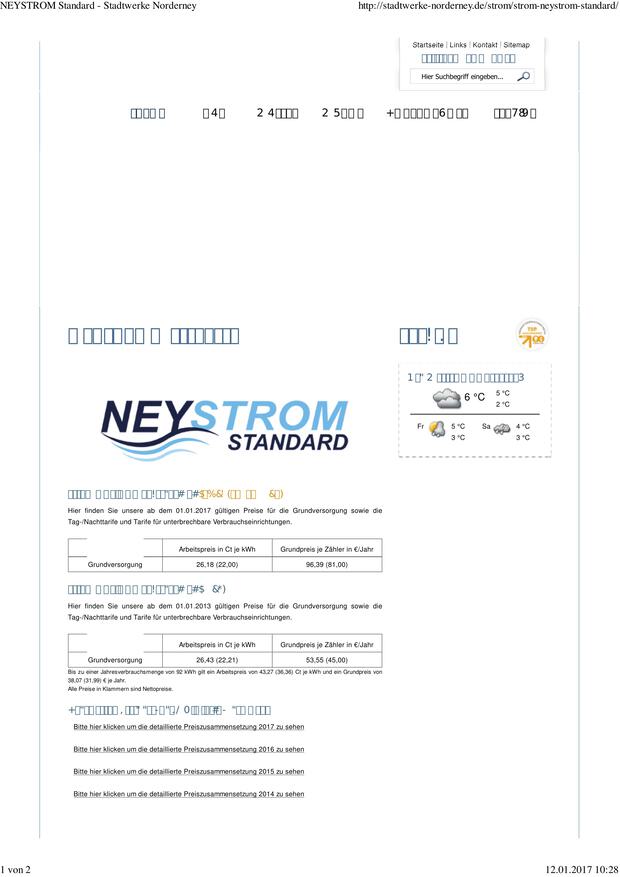 NEYSTROM Standard - Stadtwerke Norderney
http://stadtwerke-norderney.de/strom/strom-neystrom-standard/
Startseite | Links | Kontakt | Sitemap
Hier Suchbegriff eingeben...
TOP
6 °C
5 °C
2 °C
Fr
5 °C
3 °C
Sa
4 °C
3 °C
NEYSTROM
STANDARD
Hier finden Sie unsere ab dem 01.01.2017 gültigen Preise für die Grundversorgung sowie die
Tag-/Nachttarife und Tarife für unterbrechbare Verbrauchseinrichtungen.
Arbeitspreis in Ct je kWh
Grundpreis je Zähler in €/Jahr
Grundversorgung
26,18 (22,00)
96,39 (81,00)
Hier finden Sie unsere ab dem 01.01.2013 gültigen Preise für die Grundversorgung sowie die
Tag-/Nachttarife und Tarife für unterbrechbare Verbrauchseinrichtungen.
Arbeitspreis in Ct je kWh
Grundpreis je Zähler in €/Jahr
Grundversorgung
26,43 (22,21)
53,55 (45,00)
Bis zu einer Jahresverbrauchsmenge von 92 kWh gilt ein Arbeitspreis von 43,27 (36,36) Ct je kWh und ein Grundpreis von
38,07 (31,99) € je Jahr.
Alle Preise in Klammern sind Nettopreise.
Bitte hier klicken um die detaillierte Preiszusammensetzung 2017 zu sehen
Bitte hier klicken um die detaillierte Preiszusammensetzung 2016 zu sehen
Bitte hier klicken um die detaillierte Preiszusammensetzung 2015 zu sehen
Bitte hier klicken um die detaillierte Preiszusammensetzung 2014 zu sehen
1 von 2
12.01.2017 10:28